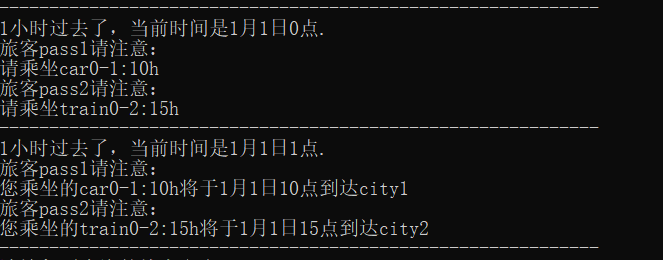 ------------------------------------------------------------
1小时过去了，当前时间是1月1日0点.
旅客pass1请注意：
请乘坐car0-1:10h
旅客pass2请注意：
请乘坐train0-2:15h
------------------------------------------------------------
1小时过去了，当前时间是1月1日1点.
旅客pass1请注意：
您乘坐的car0-1:10h将于1月1日10点到达city1
旅客pass2请注意：
您乘坐的train0-2:15h将于1月1日15点到达city2
------------------------------------------------------------